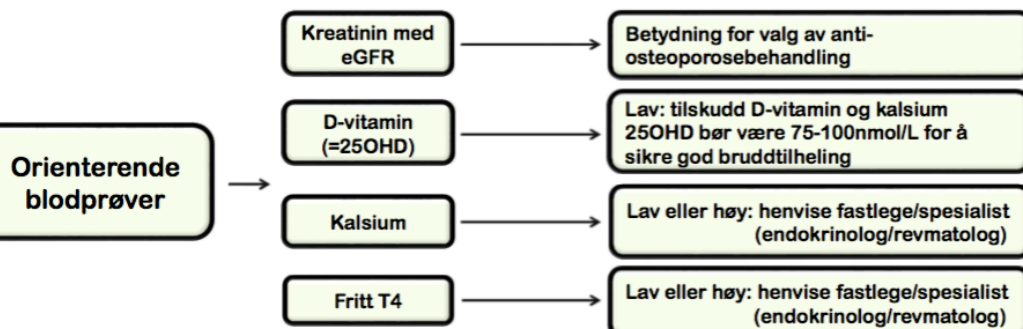 Orienterende
blodprøver
Kreatinin med
eGFR
Betydning for valg av anti-
osteoporosebehandling
D-vitamin
(=25OHD)
Lav: tilskudd D-vitamin og kalsium
25OHD bør være 75-100nmol/L for å
sikre god bruddtilheling
Kalsium
Lav eller høy: henvise fastlege/spesialist
(endokrinolog/revmatolog)
Fritt T4
Lav eller høy: henvise fastlege/spesialist
(endokrinolog/revmatolog)